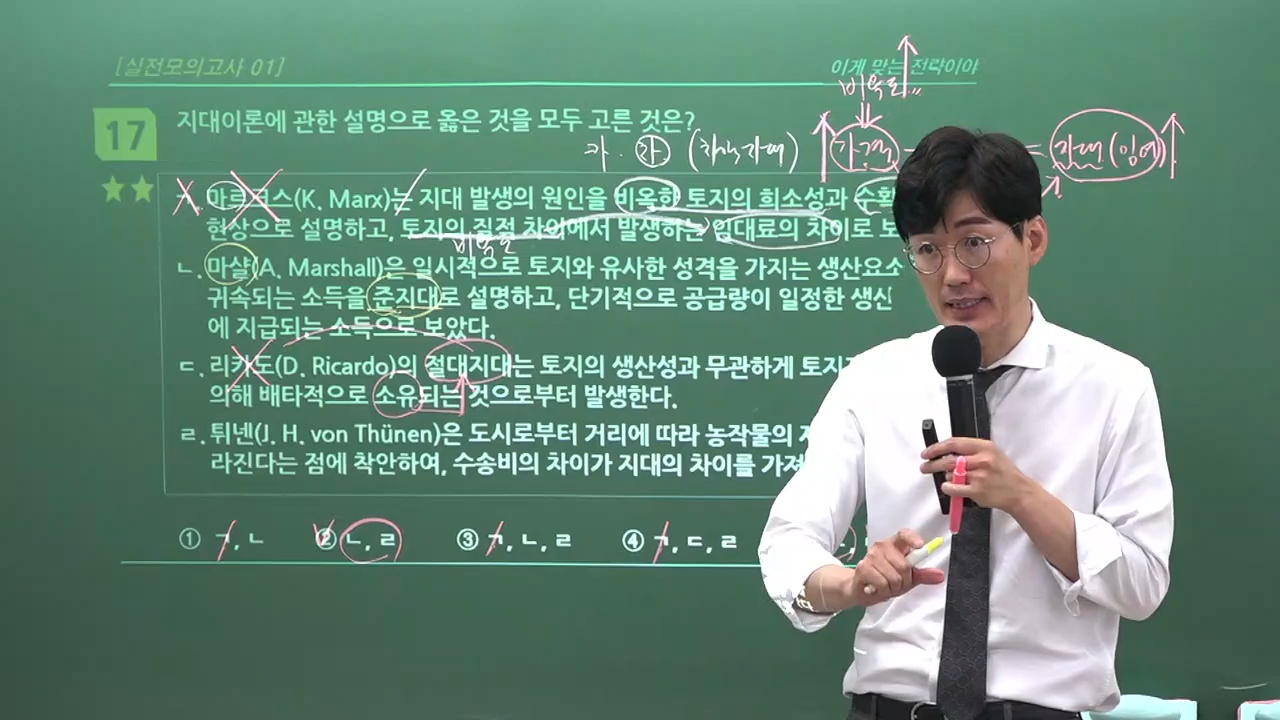 [실전모의고사 01]
이게 맞는 전략이야
비옥도
17 지대이론에 관한 설명으로 옳은 것을 모두 고른 것은?
(차액지대)
= 지대 (잉여)
마르크스(K. Marx)는 지대 발생의 원인을 비옥한 토지의 희소성과 수확
현상으로 설명하고, 토지의 질적 차이에서 발생하는 임대료의 차이로 보
비옥도
ㄴ. 마샬(A. Marshall)은 일시적으로 토지와 유사한 성격을 가지는 생산요소
귀속되는 소득을 준지대로 설명하고, 단기적으로 공급량이 일정한 생산
에 지급되는 소득으로 보았다.
ㄷ. 리카도(D. Ricardo)의 절대지대는 토지의 생산성과 무관하게 토지
의해 배타적으로 소유되는 것으로부터 발생한다.
ㄹ. 튀넨(J. H. von Thünen)은 도시로부터 거리에 따라 농작물의
라진다는 점에 착안하여, 수송비의 차이가 지대의 차이를 가져
① ㄱ, ㄴ ② ㄴ, ㄹ ③ ㄱ, ㄴ, ㄹ ④ ㄱ, ㄷ, ㄹ